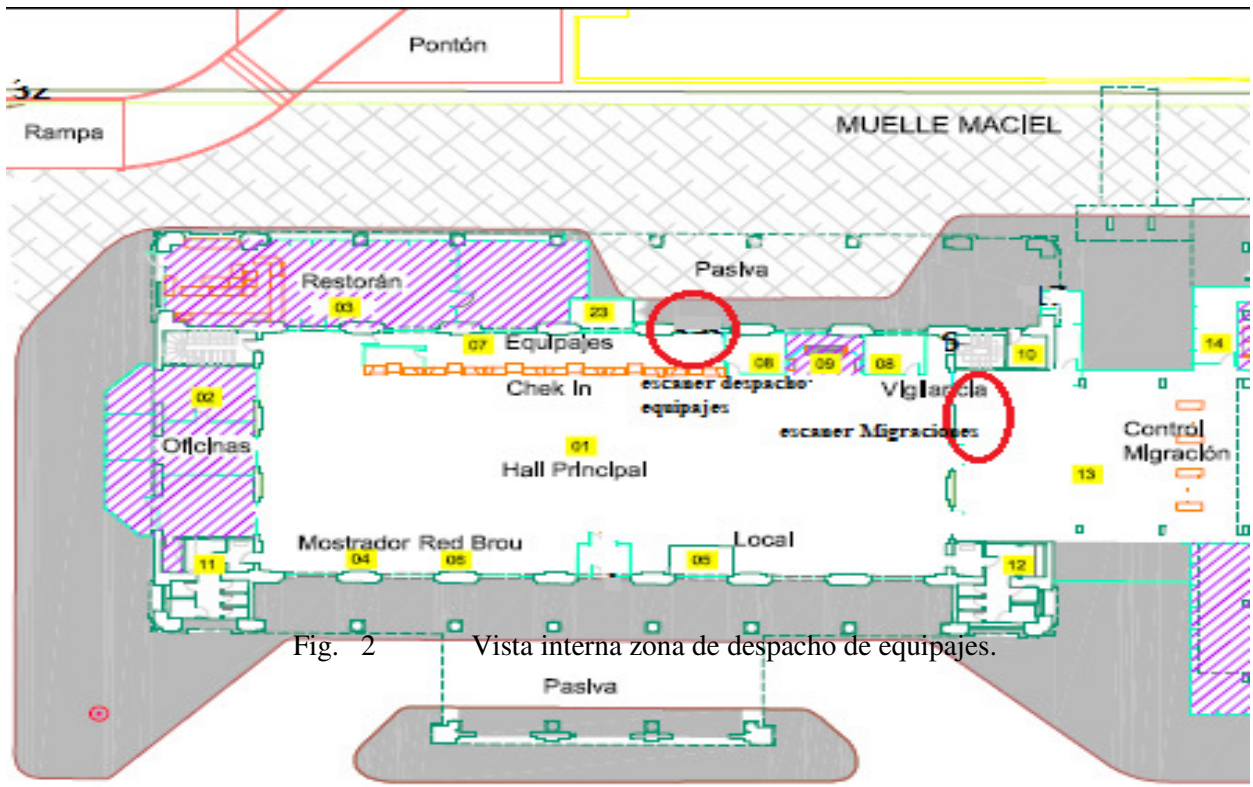 Pontón
32
Rampa
MUELLE MACIEL
Pasiva
Restorán
03
23
07 Equipajes
08
09
08
10
14
02
Chek In
escaner despacho
equipajes
Vigilancia
escaner Migraciones
Oficinas
01
Hall Principal
Control
Migración
13
Mostrador Red Brou
Local
11
04
06
05
12
Fig. 2 Vista interna zona de despacho de equipajes.
Pasiva